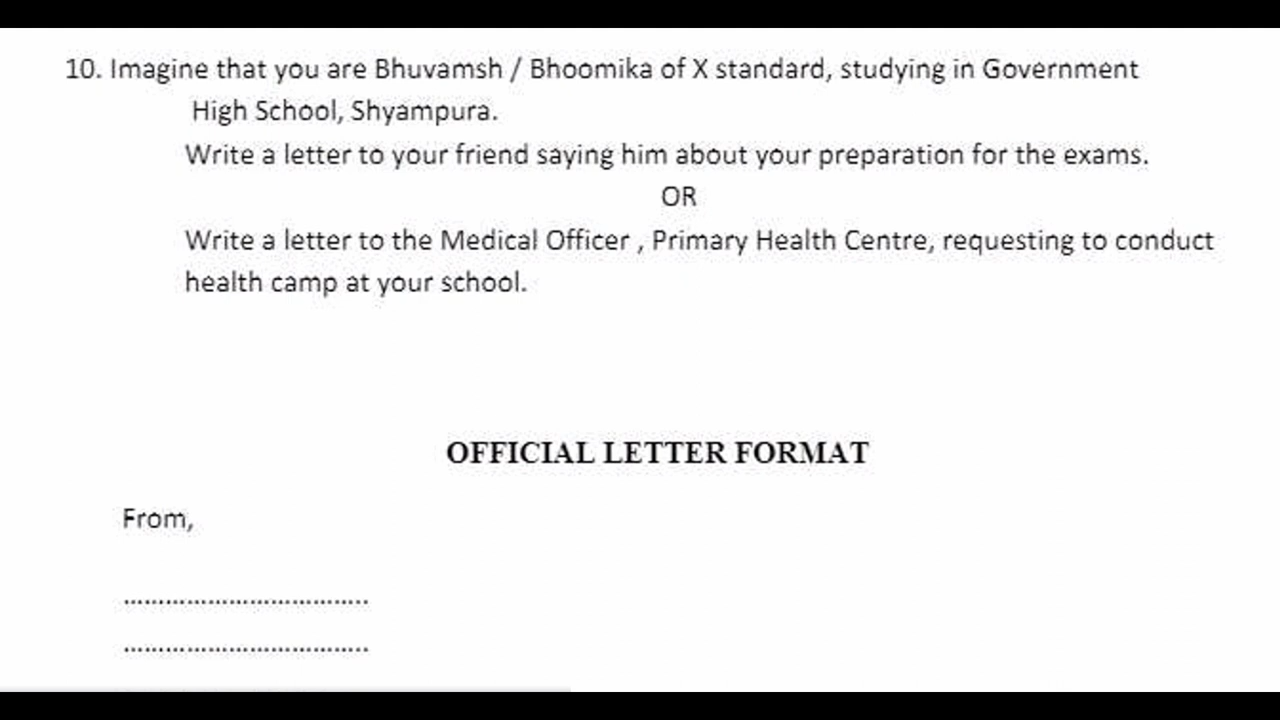 10. Imagine that you are Bhuvamsh / Bhoomika of X standard, studying in Government
High School, Shyampura.
Write a letter to your friend saying him about your preparation for the exams.
OR
Write a letter to the Medical Officer , Primary Health Centre, requesting to conduct
health camp at your school.
OFFICIAL LETTER FORMAT
From,
......................................
......................................